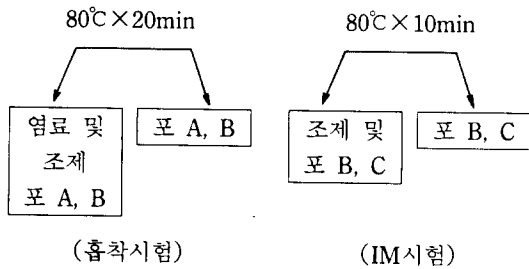 80℃×20min
염료 및
조제
포 A, B
포 A, B
(흡착시험)
80℃×10min
조제 및
포 B, C
포 B, C
(IM시험)